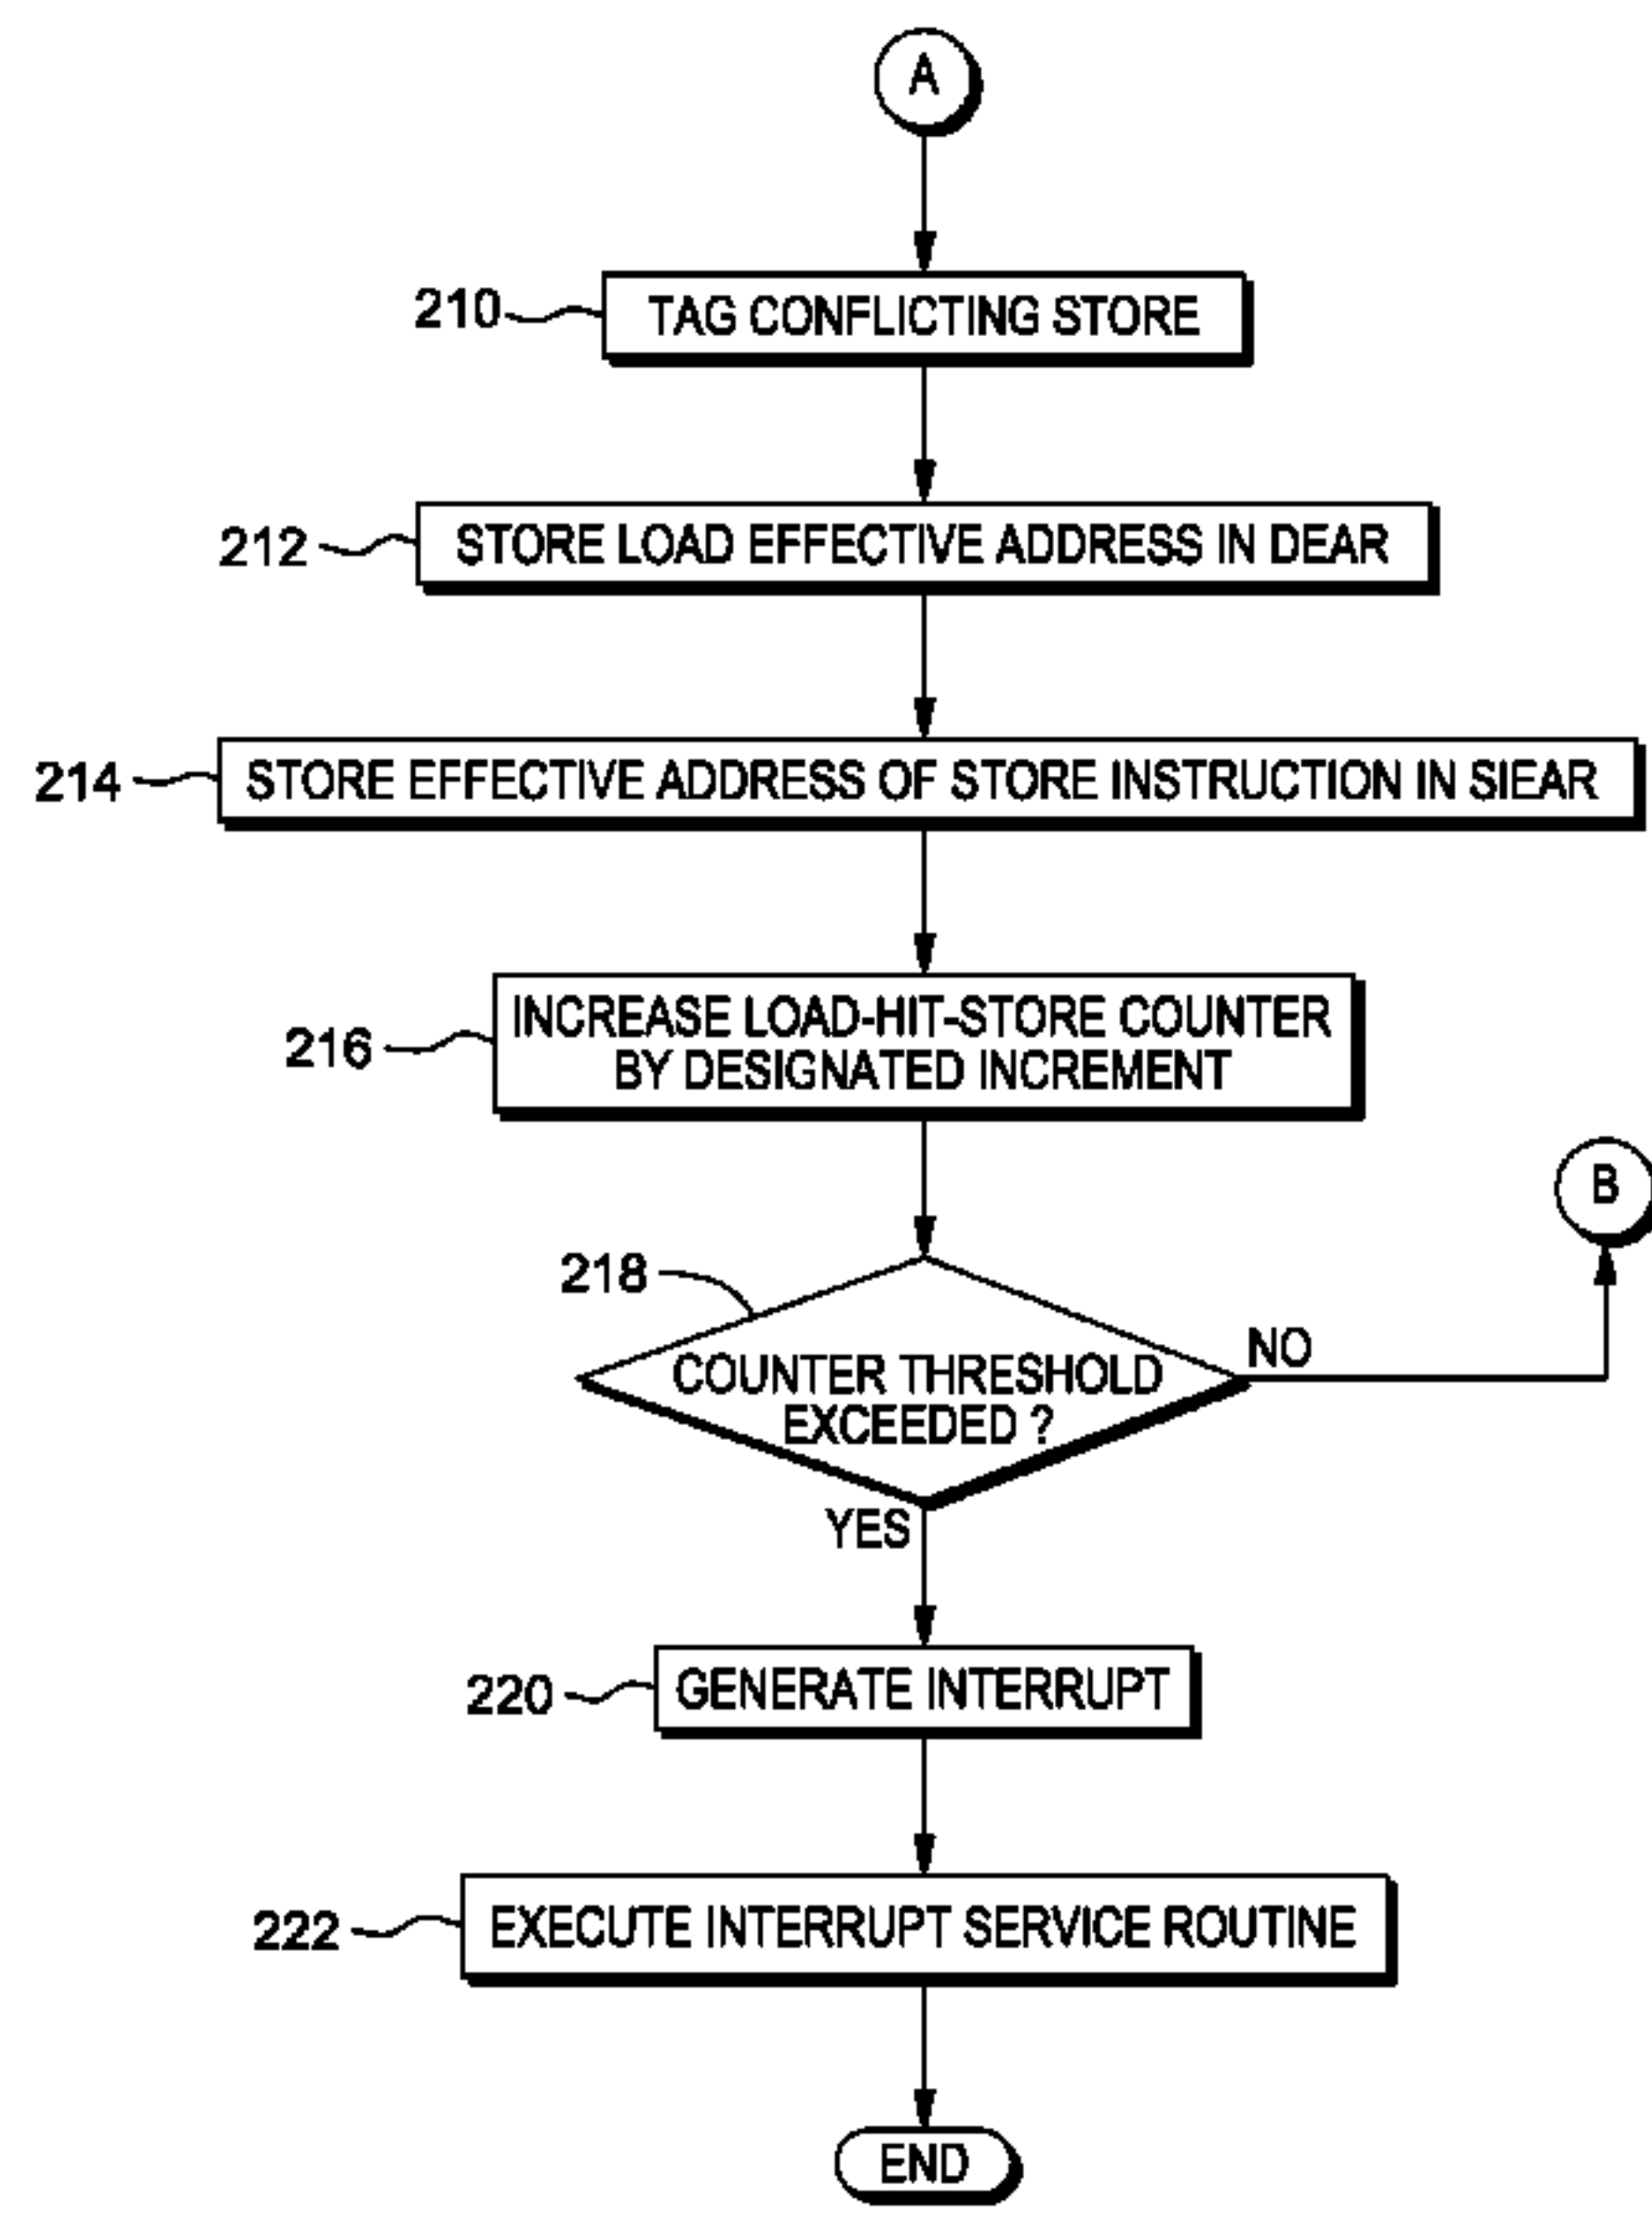 A
210
TAG CONFLICTING STORE
212
STORE LOAD EFFECTIVE ADDRESS IN DEAR
214
STORE EFFECTIVE ADDRESS OF STORE INSTRUCTION IN SIEAR
216
INCREASE LOAD-HIT-STORE COUNTER
BY DESIGNATED INCREMENT
B
218
NO
COUNTER THRESHOLD
EXCEEDED ?
YES
220
GENERATE INTERRUPT
222
EXECUTE INTERRUPT SERVICE ROUTINE
END